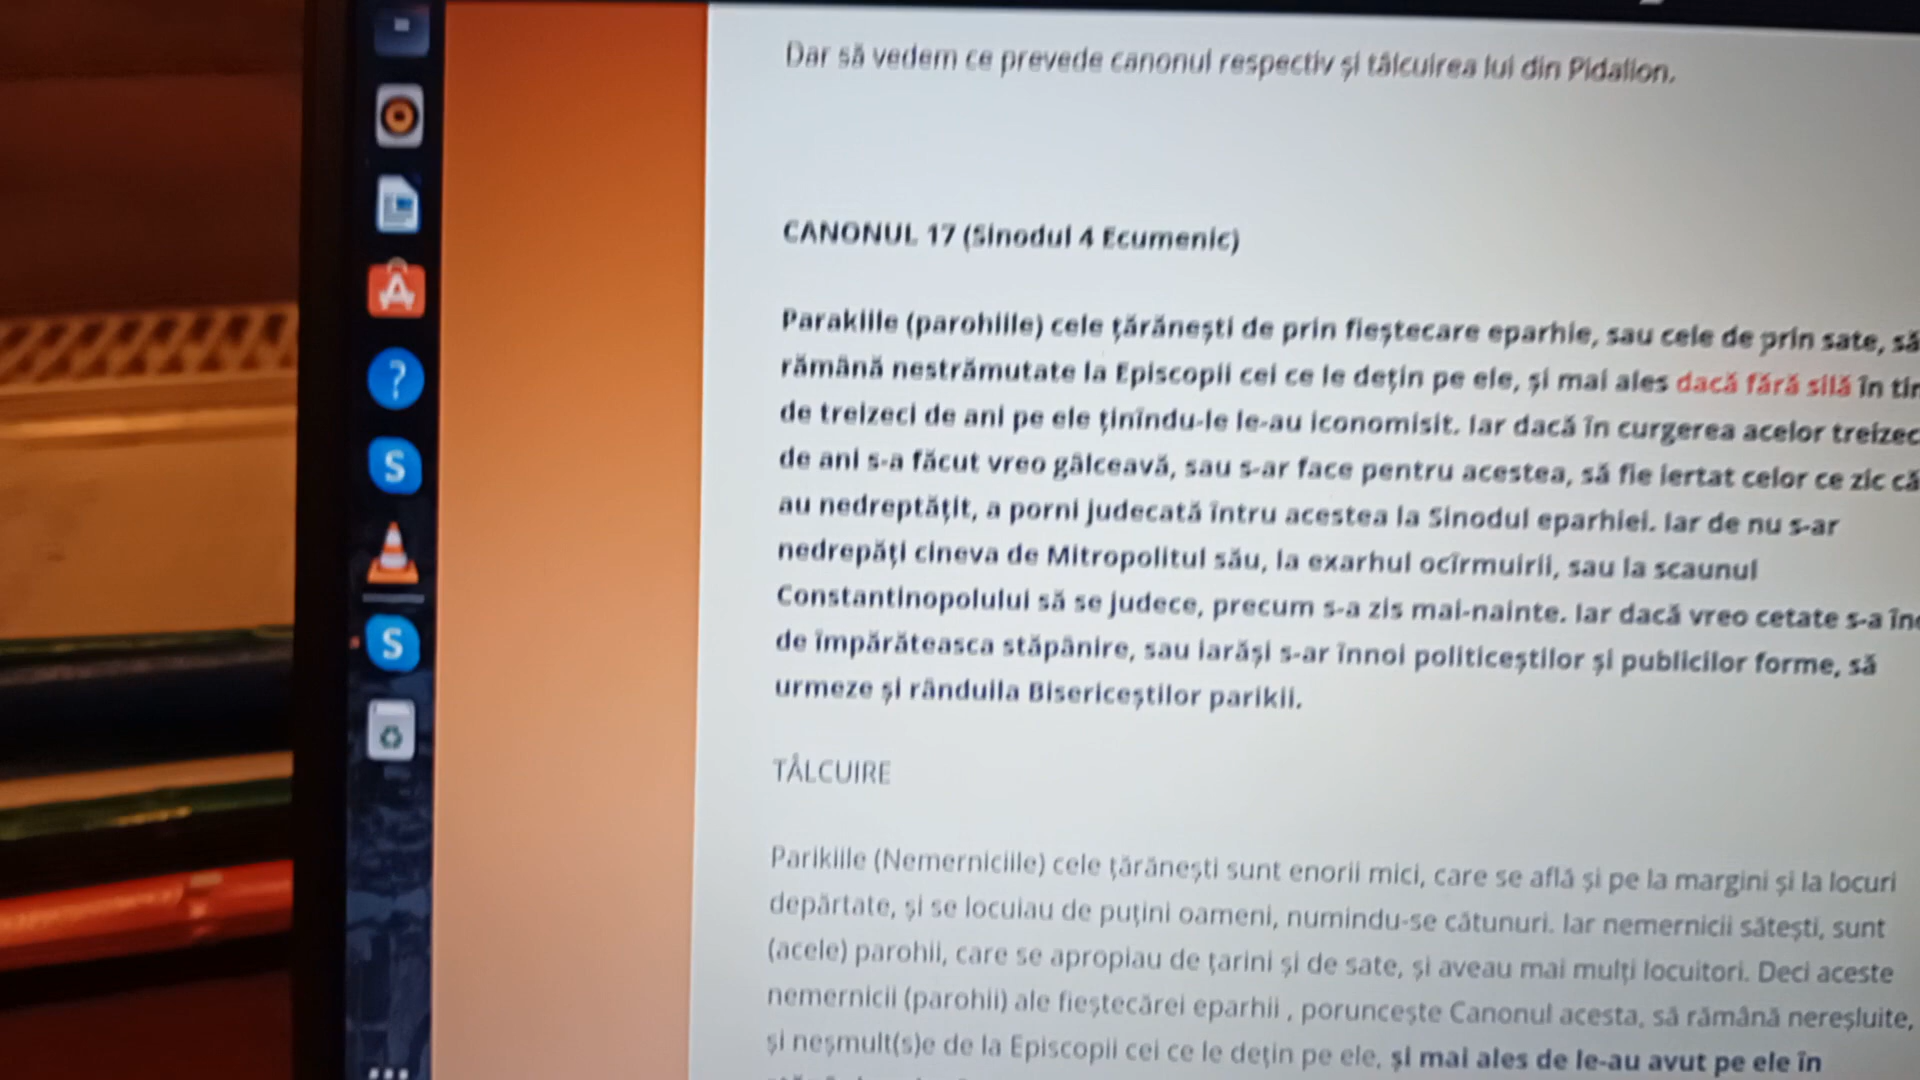 Dar să vedem ce prevede canonul respectiv și tâlcuirea lui din Pidalion.
CANONUL 17 (Sinodul 4 Ecumenic)
Parakiile (parohiile) cele țărănești de prin fieștecare eparhie, sau cele de prin sate, să
rămână nestrămutate la Episcopii cei ce le dețin pe ele, și mai ales dacă fără silă în
de treizeci de ani pe ele ținîndu-le le-au iconomisit. Iar dacă în curgerea acelor
de ani s-a făcut vreo gâlceavă, sau s-ar face pentru acestea, să fie iertat celor ce zic că
au nedreptățit, a porni judecată întru acestea la Sinodul eparhiei. Iar de nu s-ar
nedrepăți cineva de Mitropolitul său, la exarhul ocîrmuirii, sau la scaunul
Constantinopolului să se judece, precum s-a zis mai-nainte. Iar dacă vreo cetate s-a
de împărăteasca stăpânire, sau iarăși s-ar înnoi politiceștilor și publicilor forme, să
urmeze și rânduila Bisericeștilor parikii.
TÂLCUIRE
Parikiile (Nemerniciile) cele țărănești sunt enorii mici, care se află și pe la margini și la locuri
depărtate, și se locuiau de puțini oameni, numindu-se cătunuri. Iar nemernicii sătești, sunt
(acele) parohii, care se apropiau de țarini și de sate, și aveau mai mulți locuitori. Deci aceste
nemernicii (parohii) ale fieștecărei eparhii , poruncește Canonul acesta, să rămână nereșluite,
și neșmult(s)e de la Episcopii cei ce le dețin pe ele, și mai ales de le-au avut pe ele în